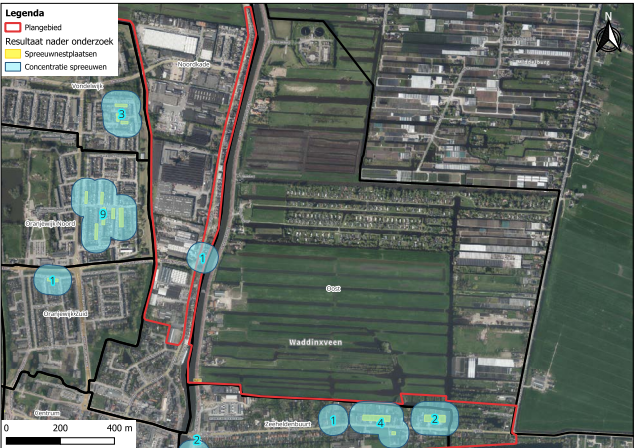 Legenda
Plangebied
Resultaat nader onderzoek
Spreeuwnestplaatsen
Concentratie spreeuwen
N
Noordkade
Vondelwijk
3
9
Oranjewijk-Noord
1
1
Oranjewijk-Zuid
Oost
Waddinxveen
Centrum
Zeeheldenbuurt
1
4
2
2
0 200 400 m